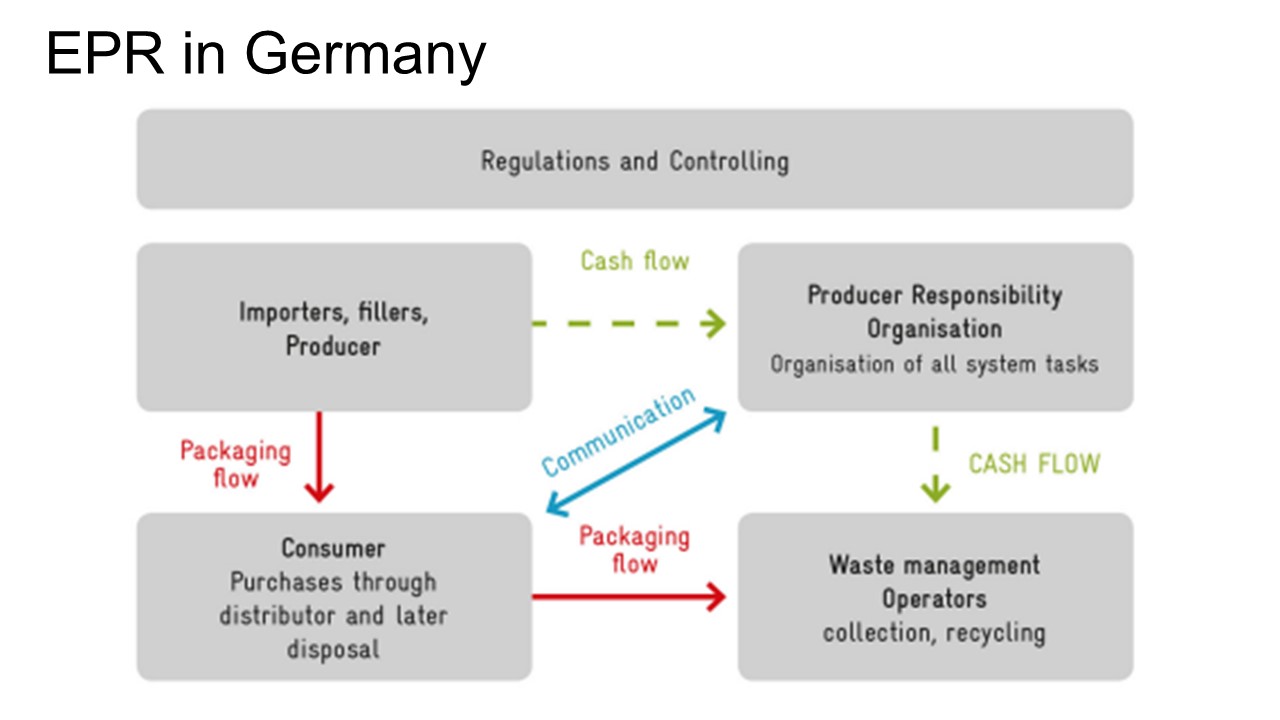 EPR in Germany
Regulations and Controlling
Importers, fillers,
Producer
Cash flow
Producer Responsibility
Organisation
Organisation of all system tasks
Packaging
flow
Communication
CASH FLOW
Consumer
Purchases through
distributor and later
disposal
Packaging
flow
Waste management
Operators
collection, recycling